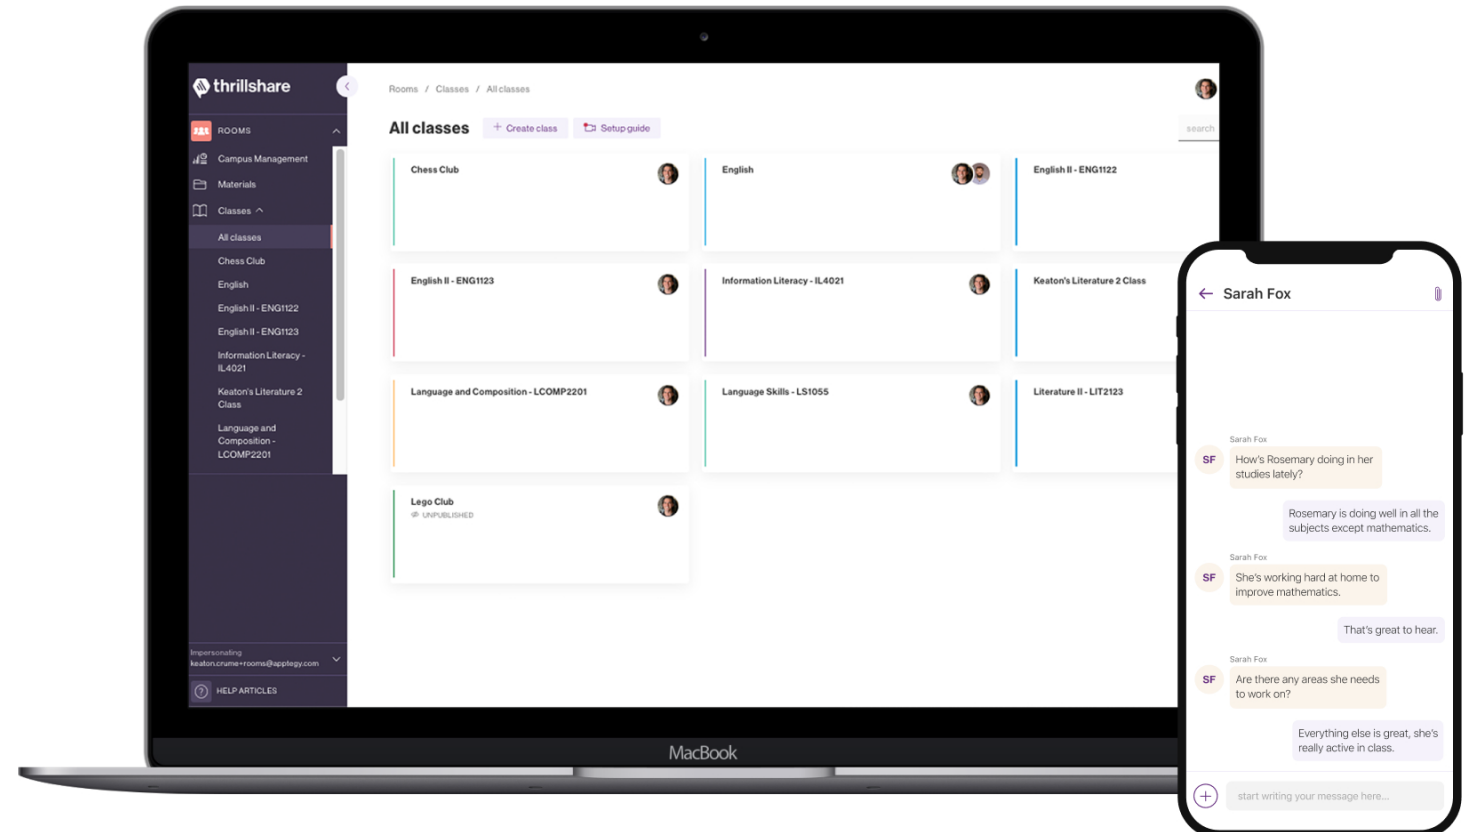 thrillshare
ROOMS
Campus Management
Materials
Classes
All classes
Chess Club
English
English II - ENG1122
English II - ENG1123
Information Literacy -
IL4021
Keaton's Literature 2
Class
Language and
Composition -
LCOMP2201
Impersonating
keaton.crume+rooms@apptegy.com
? HELP ARTICLES
Rooms / Classes / All classes
All classes
+ Create class
Setup guide
search
Chess Club
English
English II - ENG1122
English II - ENG1123
Information Literacy - IL4021
Keaton's Literature 2 Class
Language and Composition - LCOMP2201
Language Skills - LS1055
Literature II - LIT2123
Lego Club
UNPUBLISHED
MacBook
Sarah Fox
Sarah Fox
SF
How's Rosemary doing in her
studies lately?
Rosemary is doing well in all the
subjects except mathematics.
Sarah Fox
SF
She's working hard at home to
improve mathematics.
That's great to hear.
Sarah Fox
SF
Are there any areas she needs
to work on?
Everything else is great, she's
really active in class.
start writing your message here...